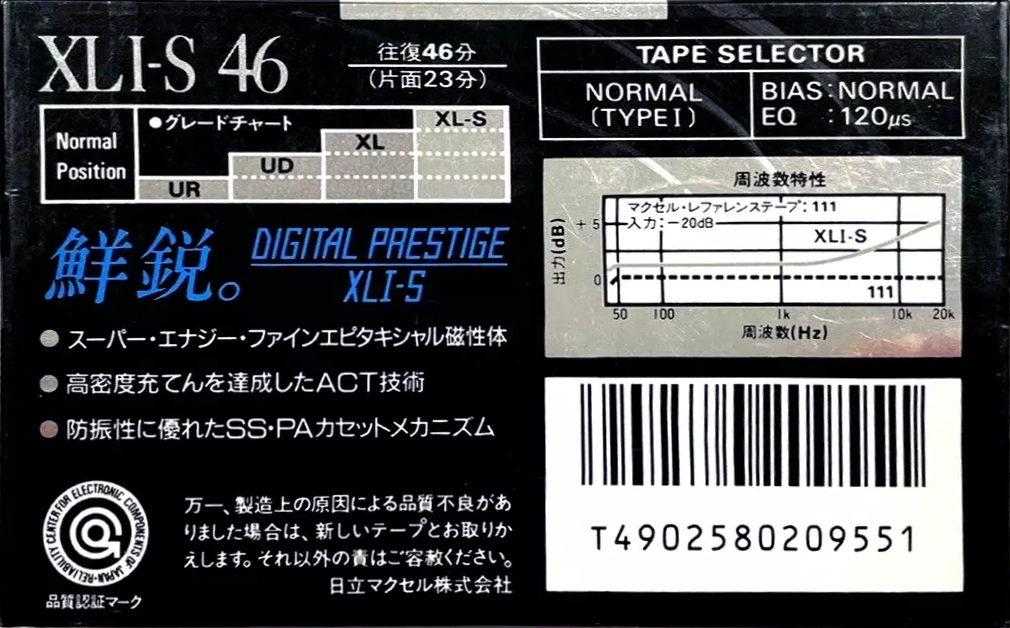 XLI-S 46
往復46分
(片面23分)
TAPE SELECTOR
NORMAL
(TYPE I)
BIAS:NORMAL
EQ :120μs
Normal
Position
●グレードチャート
UR
UD
XL
XL-S
周波数特性
マクセル・レファレンステープ:111
入力:－20dB
XLI-S
111
出力(dB)
+5
0
50 100 1k 10k 20k
周波数(Hz)
鮮鋭。
DIGITAL PRESTIGE
XLI-S
●スーパー・エナジー・ファインエピタキシャル磁性体
●高密度充てんを達成したACT技術
●防振性に優れたSS・PAカセットメカニズム
RELIABILITY CENTER FOR ELECTRONIC COMPONENTS OF JAPAN
品質認証マーク
万一、製造上の原因による品質不良があ
りました場合は、新しいテープとお取りか
えします。それ以外の責はご容赦ください。
日立マクセル株式会社
T4902580209551